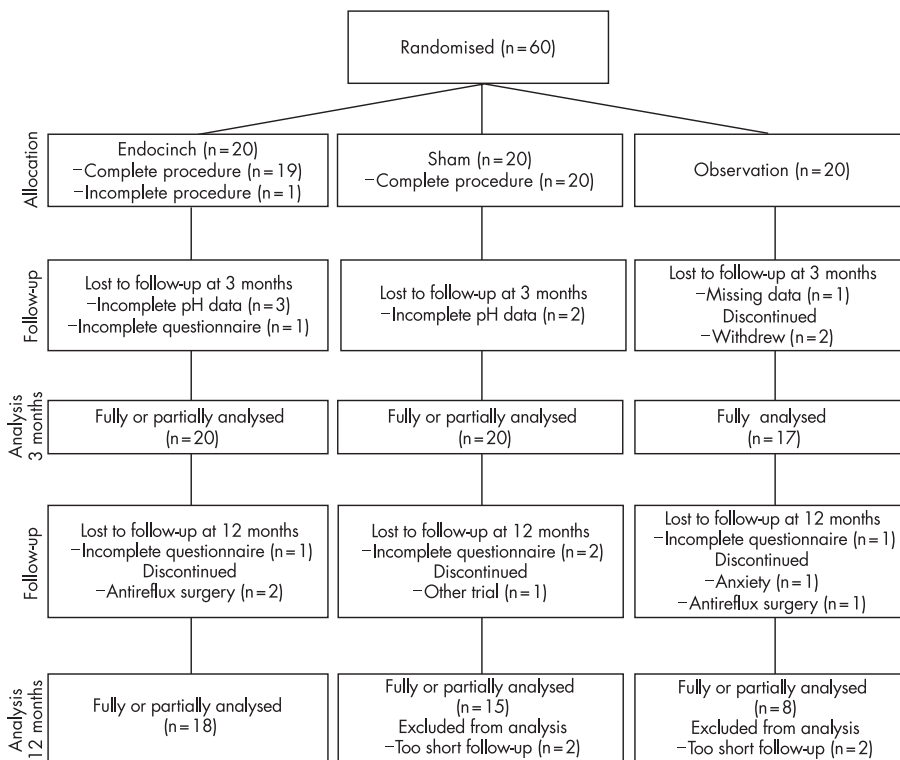 Randomised (n=60)
Allocation
Endocinch (n=20)
–Complete procedure (n=19)
–Incomplete procedure (n=1)
Sham (n=20)
–Complete procedure (n=20)
Observation (n=20)
Follow-up
Lost to follow-up at 3 months
–Incomplete pH data (n=3)
–Incomplete questionnaire (n=1)
Lost to follow-up at 3 months
–Incomplete pH data (n=2)
Lost to follow-up at 3 months
–Missing data (n=1)
Discontinued
–Withdrew (n=2)
Analysis
3 months
Fully or partially analysed
(n=20)
Fully or partially analysed
(n=20)
Fully analysed
(n=17)
Follow-up
Lost to follow-up at 12 months
–Incomplete questionnaire (n=1)
Discontinued
–Antireflux surgery (n=2)
Lost to follow-up at 12 months
–Incomplete questionnaire (n=2)
Discontinued
–Other trial (n=1)
Lost to follow-up at 12 months
–Incomplete questionnaire (n=1)
Discontinued
–Anxiety (n=1)
–Antireflux surgery (n=1)
Analysis
12 months
Fully or partially analysed
(n=18)
Fully or partially analysed
(n=15)
Excluded from analysis
–Too short follow-up (n=2)
Fully or partially analysed
(n=8)
Excluded from analysis
–Too short follow-up (n=2)